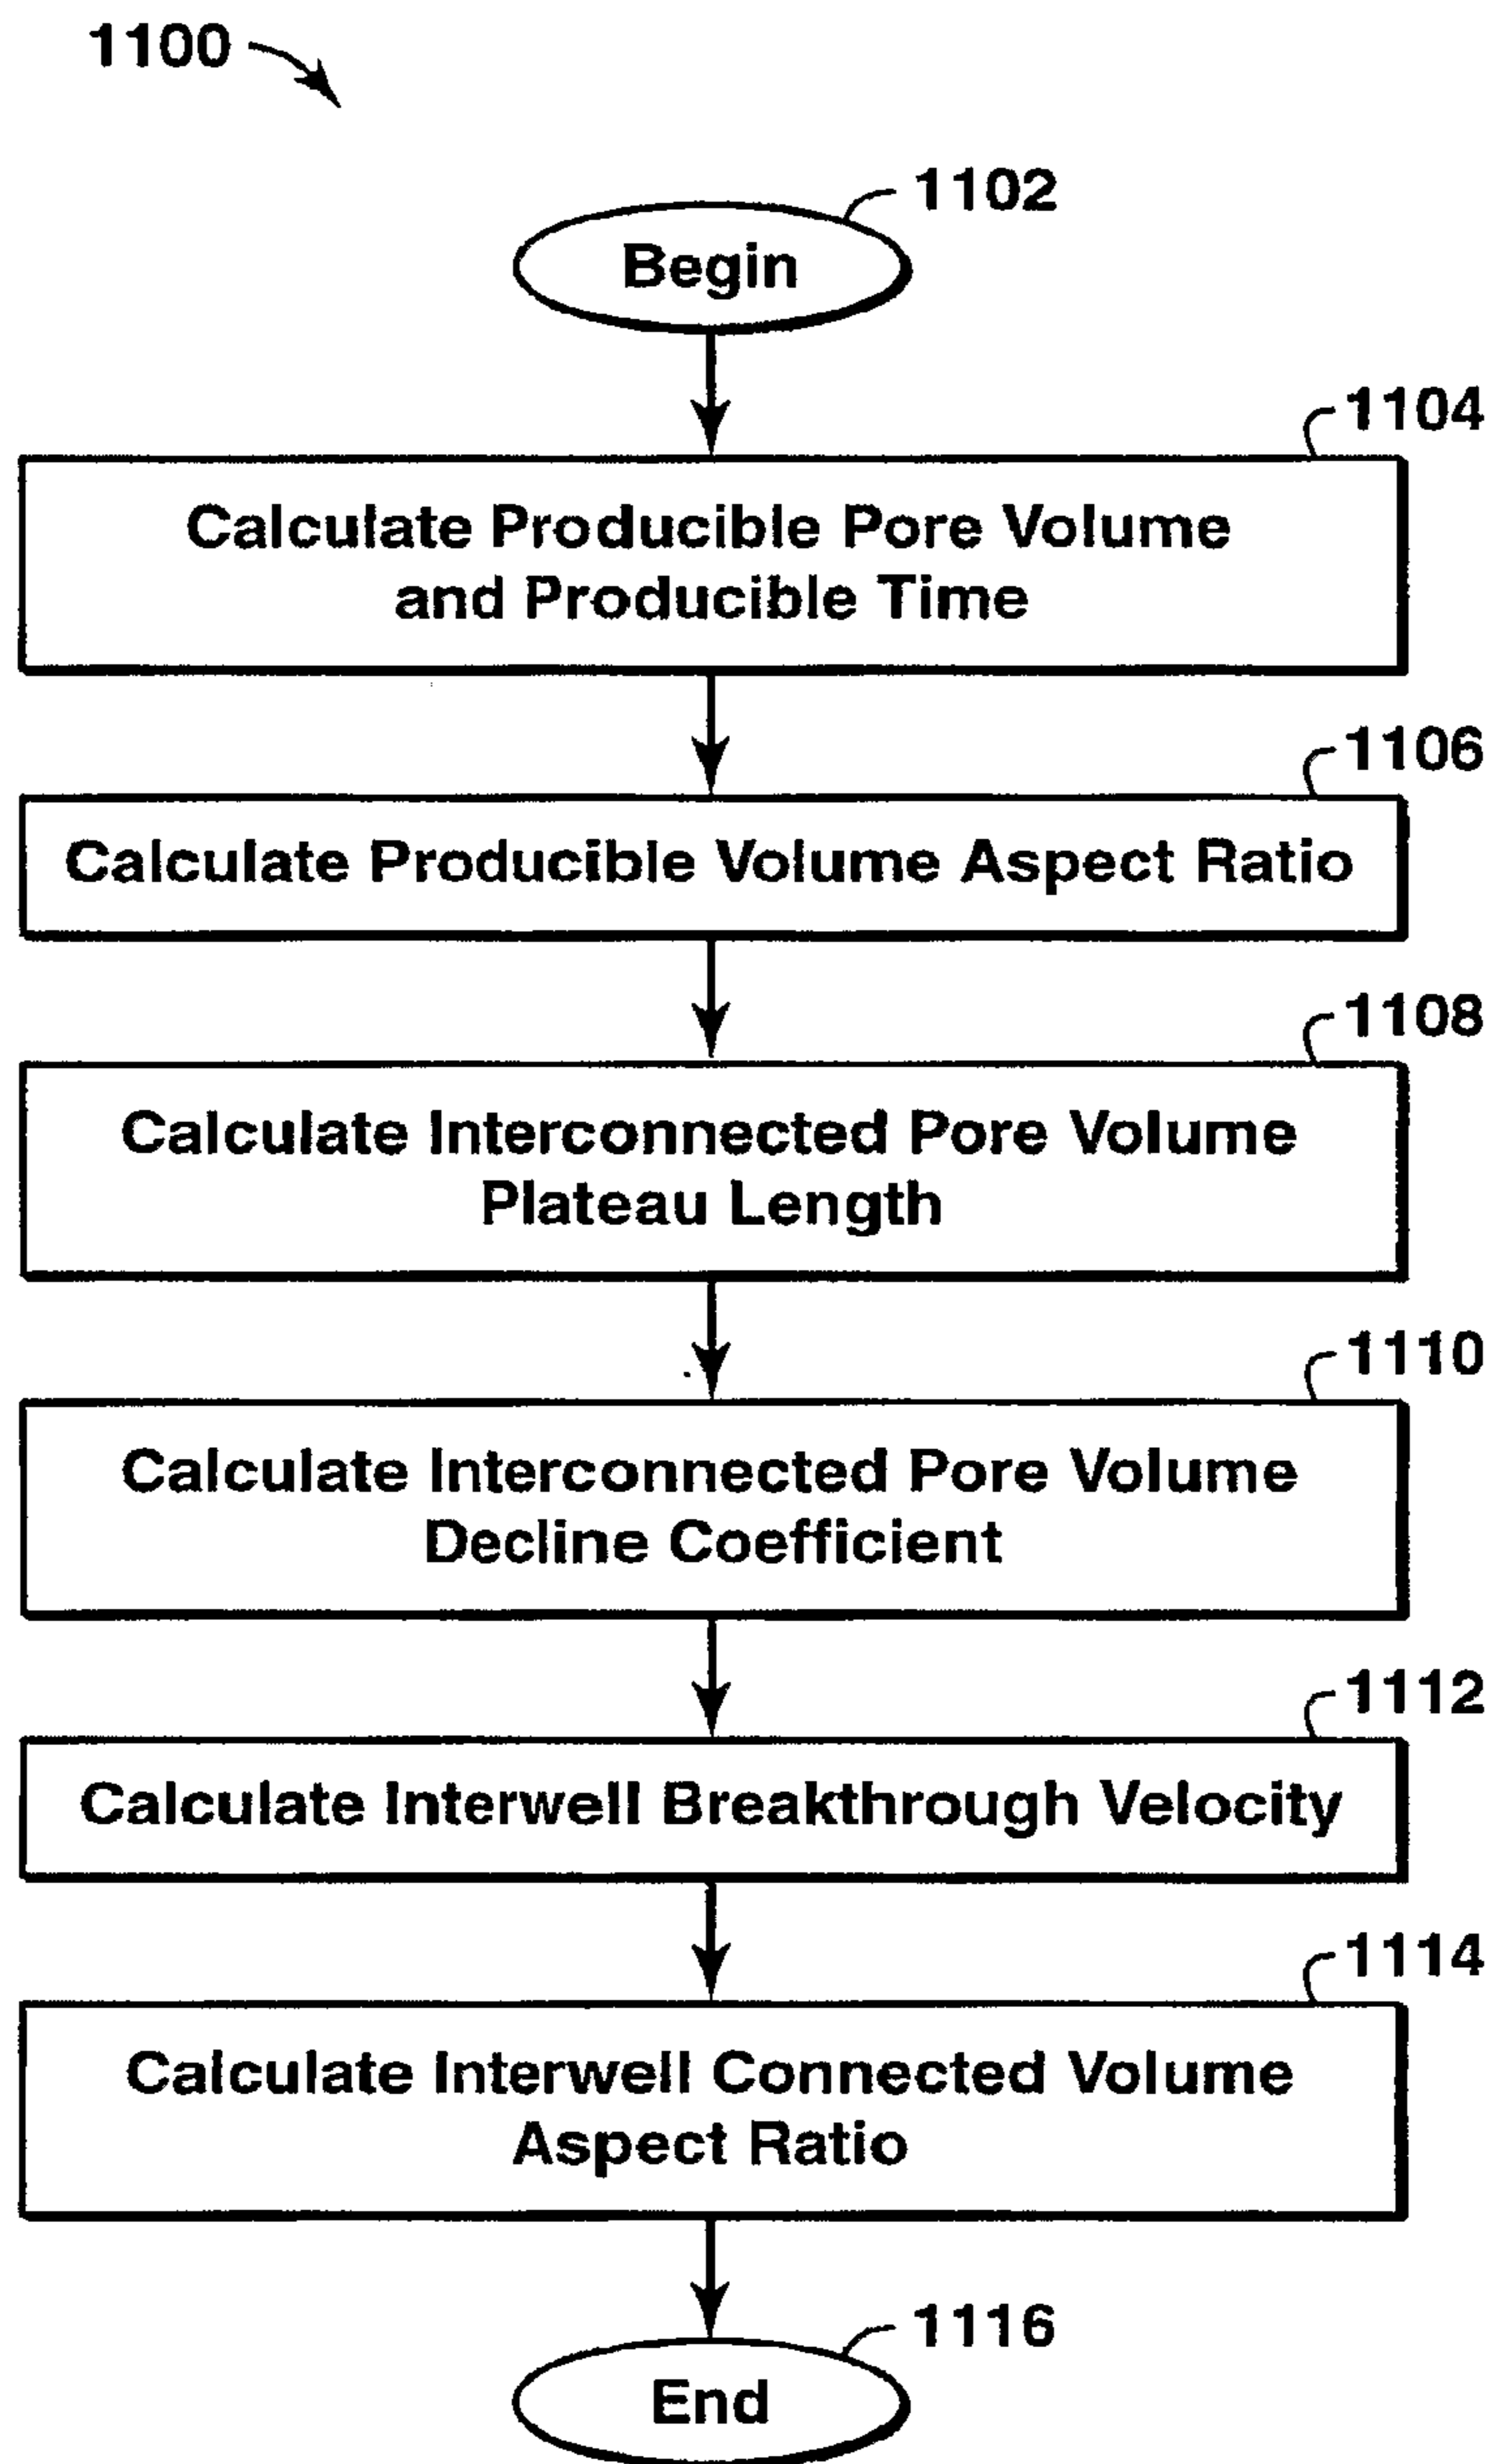 1100
1102
Begin
1104
Calculate Producible Pore Volume
and Producible Time
1106
Calculate Producible Volume Aspect Ratio
1108
Calculate Interconnected Pore Volume
Plateau Length
1110
Calculate Interconnected Pore Volume
Decline Coefficient
1112
Calculate Interwell Breakthrough Velocity
1114
Calculate Interwell Connected Volume
Aspect Ratio
1116
End